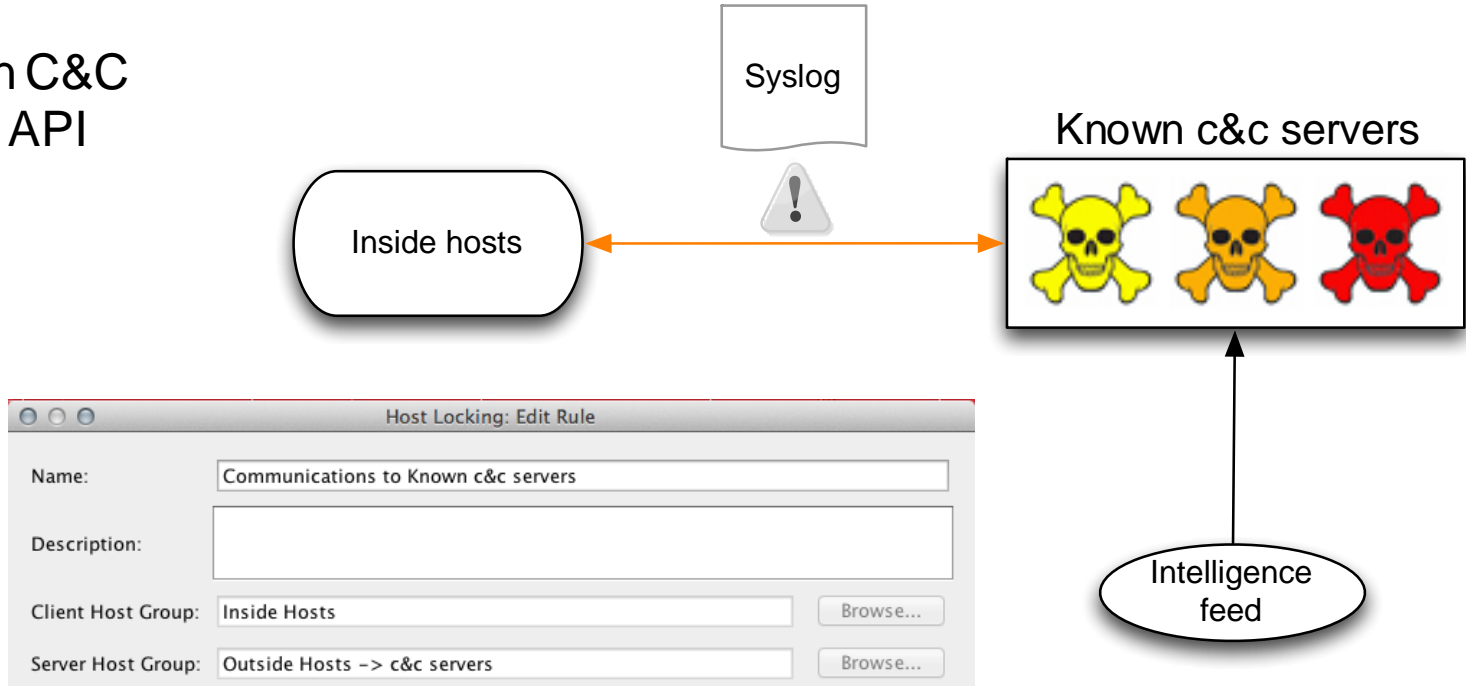 C&C
API
Syslog
Known c&c servers
Inside hosts
Host Locking: Edit Rule
Name: Communications to Known c&c servers
Description:
Client Host Group: Inside Hosts Browse...
Server Host Group: Outside Hosts -> c&c servers Browse...
Intelligence
feed